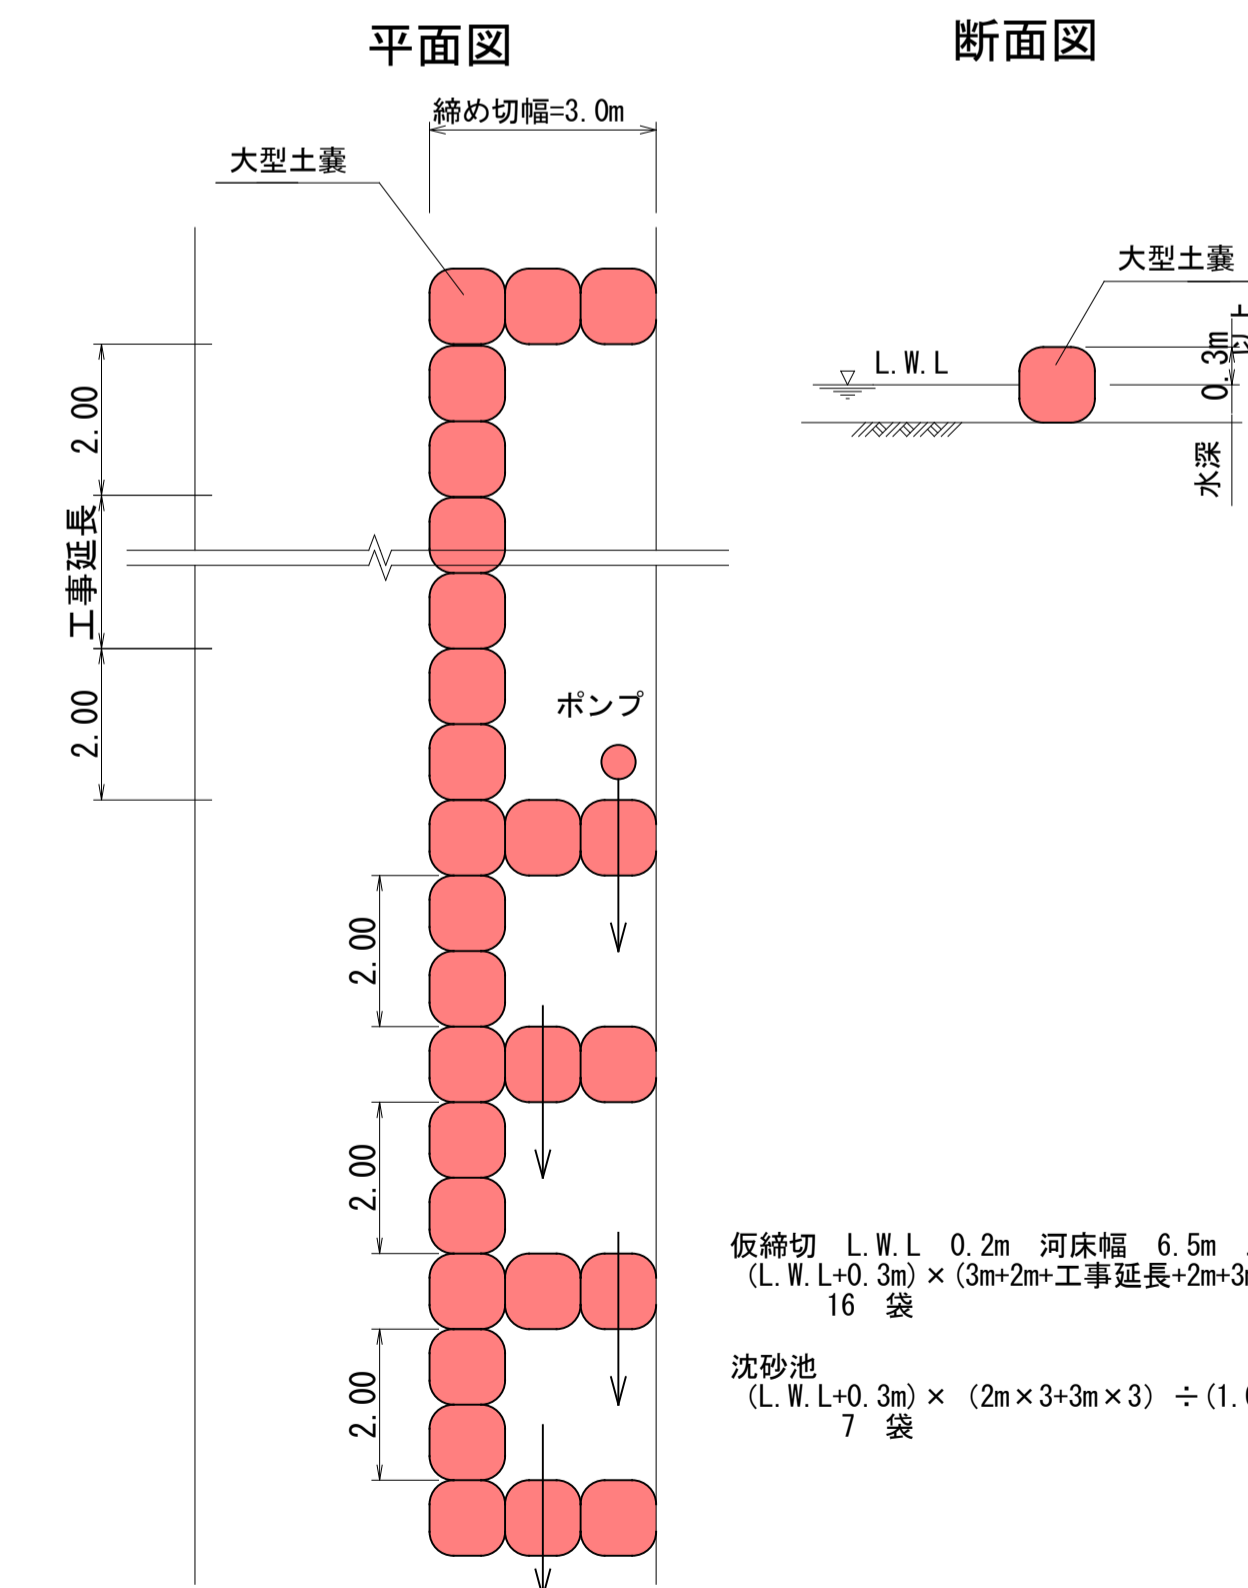 平面図
断面図
締め切幅=3.0m
大型土嚢
大型土嚢
L.W.L
0.3m
水深
2.00
工事延長
2.00
ポンプ
2.00
2.00
2.00
仮締切 L.W.L 0.2m 河床幅 6.5m
(L.W.L+0.3m)×(3m+2m+工事延長+2m+3m
16 袋
沈砂池
(L.W.L+0.3m)× (2m×3+3m×3) ÷(1.
7 袋